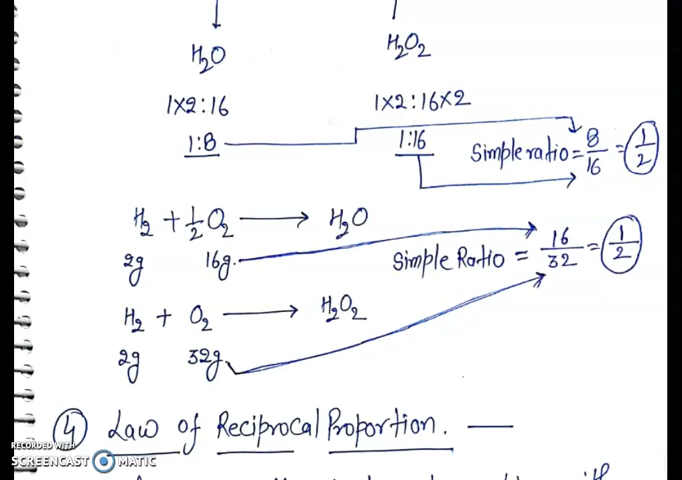 H₂O H₂O₂
1×2:16 1×2:16×2
1:8 1:16 Simple ratio = 8/16 = 1/2
H₂ + 1/2 O₂ ⟶ H₂O
2g 16g. Simple Ratio = 16/32 = 1/2
H₂ + O₂ ⟶ H₂O₂
2g 32g
④ Law of Reciprocal Proportion. —
RECORDED WITH
SCREENCAST MATIC